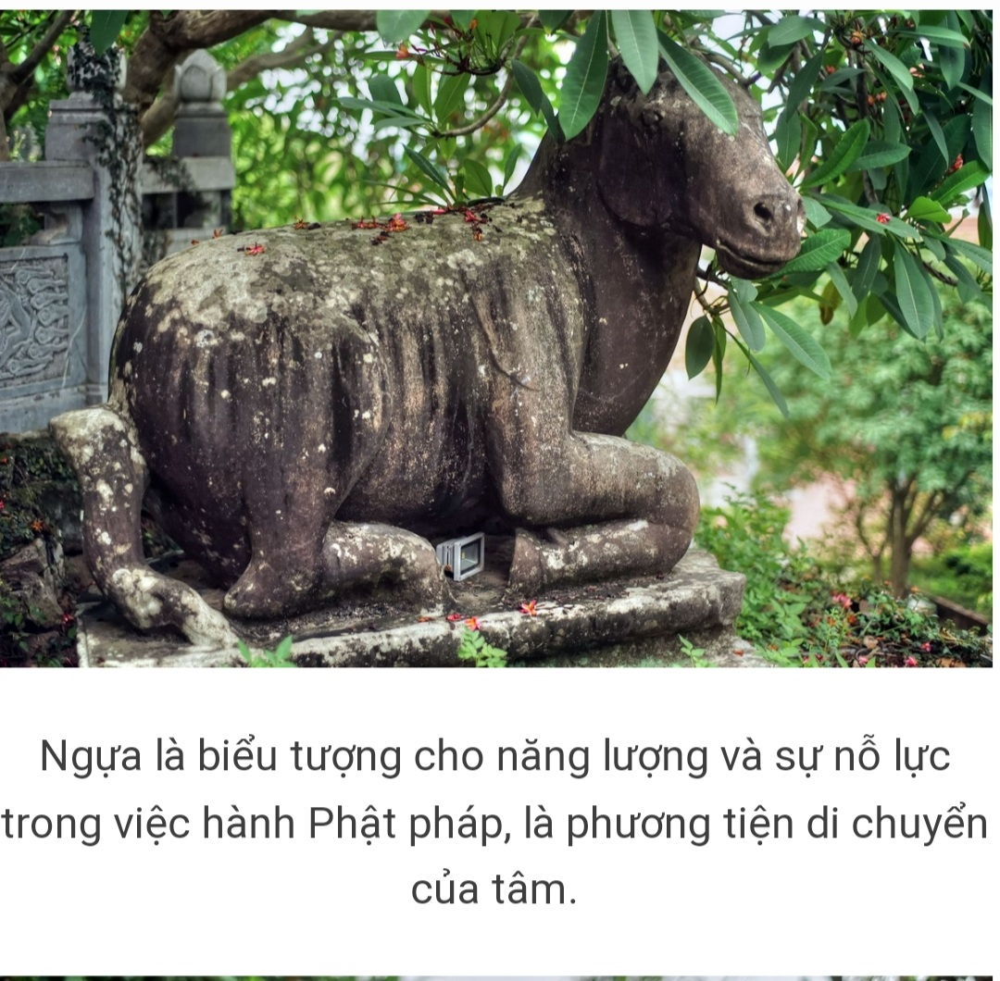 Ngựa là biểu tượng cho năng lượng và sự nỗ lực
trong việc hành Phật pháp, là phương tiện di chuyển
của tâm.